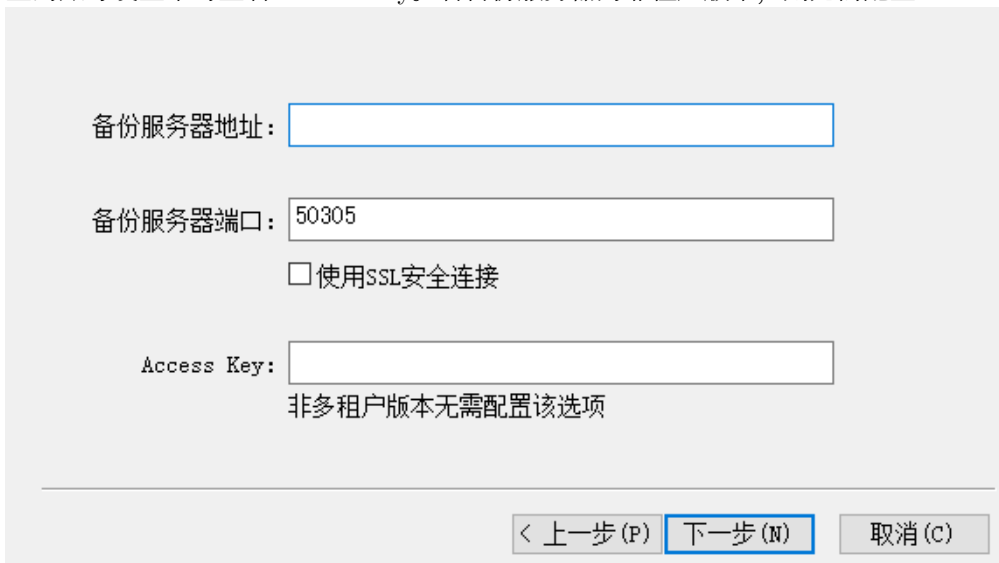 备份服务器地址:
备份服务器端口: 50305
使用SSL安全连接
Access Key:
非多租户版本无需配置该选项
< 上一步(P) 下一步(N) 取消(C)